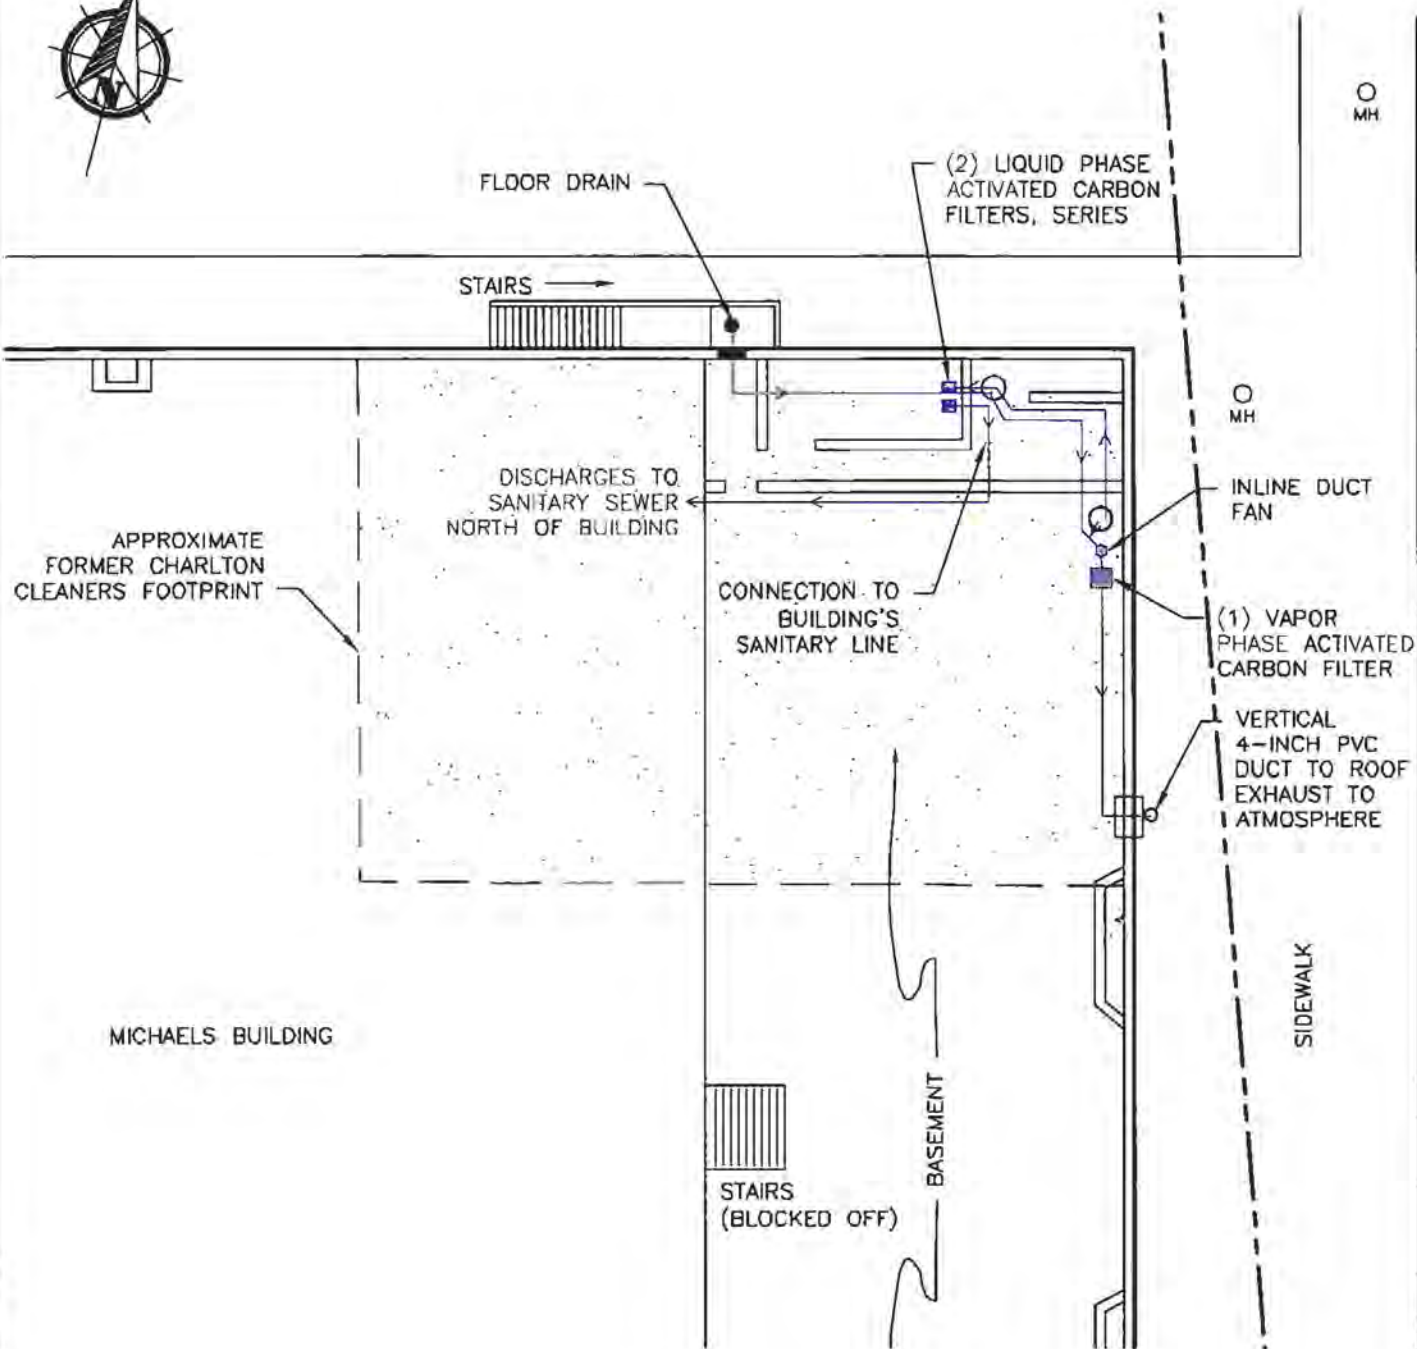 N
MH
FLOOR DRAIN
(2) LIQUID PHASE
ACTIVATED CARBON
FILTERS, SERIES
STAIRS
MH
DISCHARGES TO
SANITARY SEWER
NORTH OF BUILDING
INLINE DUCT
FAN
APPROXIMATE
FORMER CHARLTON
CLEANERS FOOTPRINT
CONNECTION TO
BUILDING'S
SANITARY LINE
(1) VAPOR
PHASE ACTIVATED
CARBON FILTER
VERTICAL
4-INCH PVC
DUCT TO ROOF
EXHAUST TO
ATMOSPHERE
MICHAELS BUILDING
SIDEWALK
BASEMENT
STAIRS
(BLOCKED OFF)